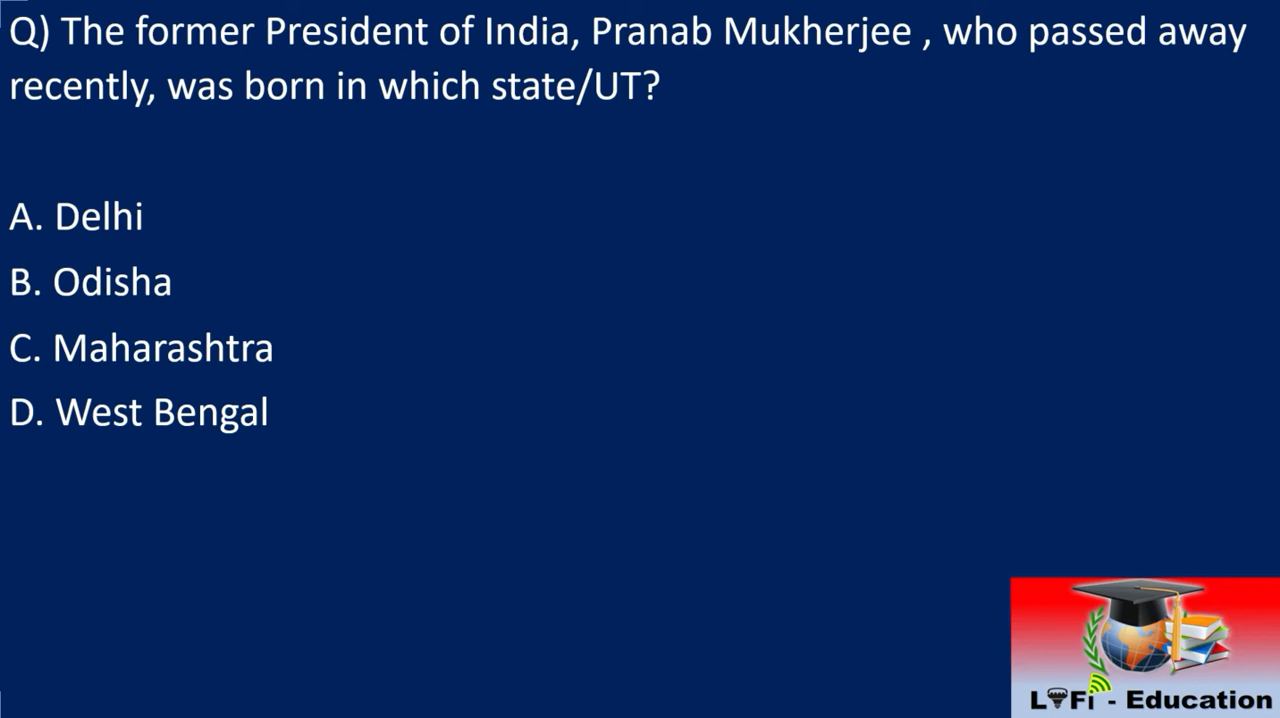 Q) The former President of India, Pranab Mukherjee , who passed away
recently, was born in which state/UT?
A. Delhi
B. Odisha
C. Maharashtra
D. West Bengal
LiFi - Education